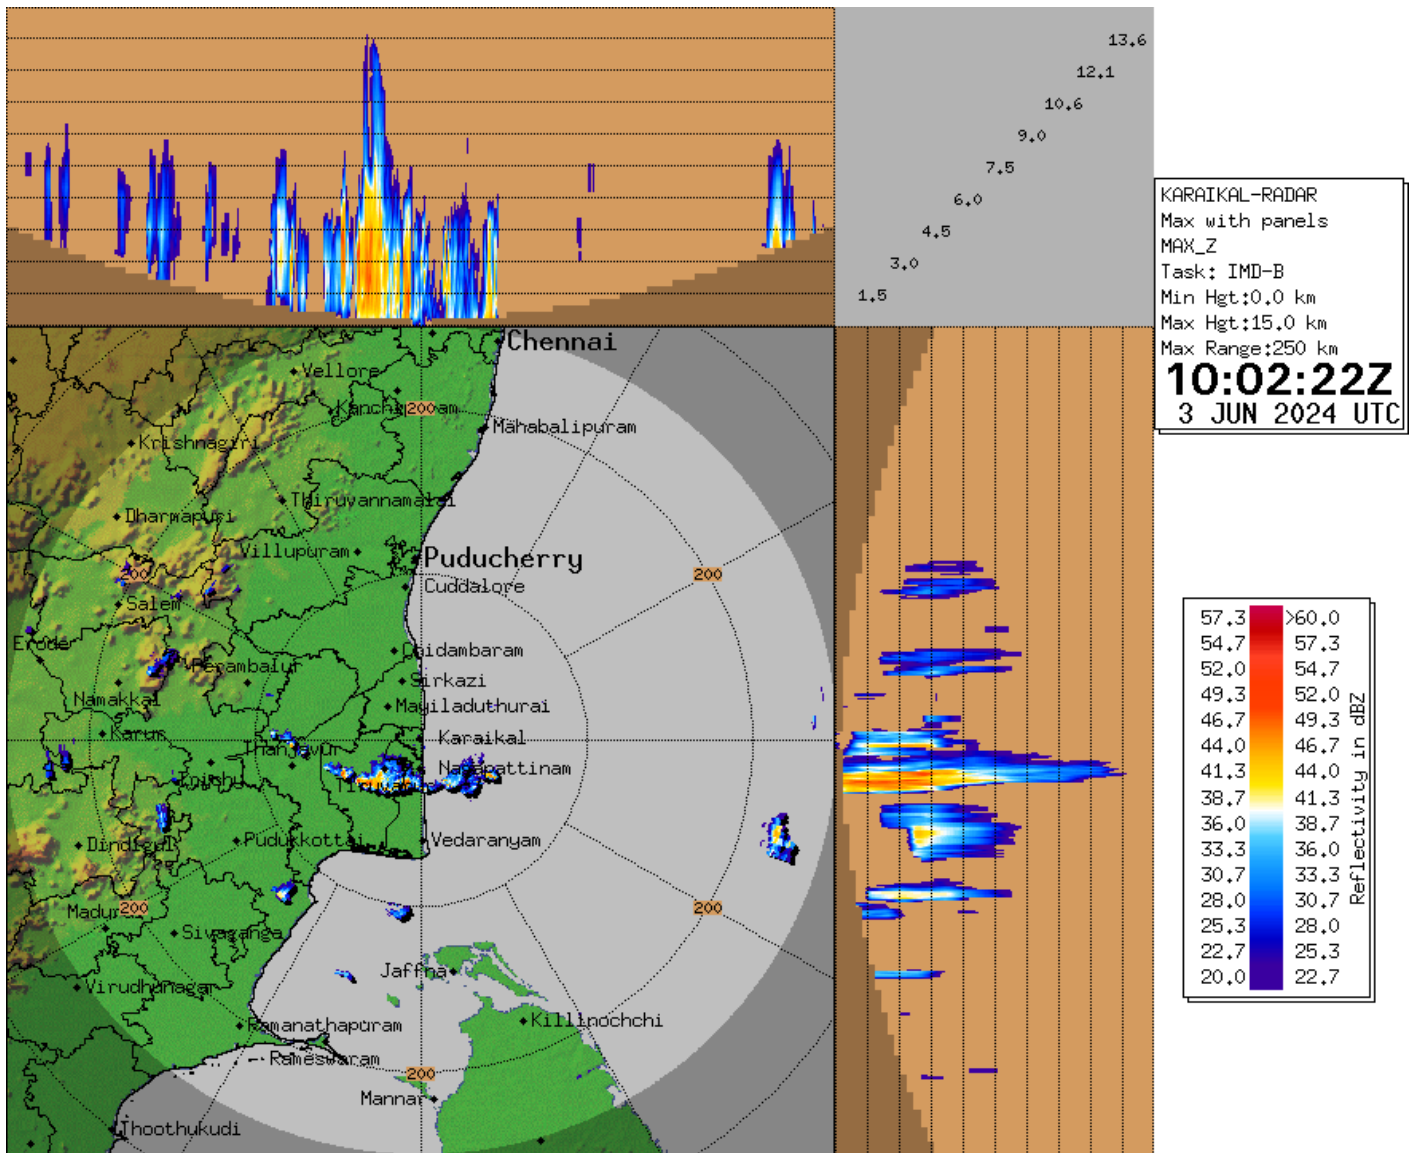 13.6
12.1
10.6
9.0
7.5
6.0
4.5
3.0
1.5
KARAIKAL-RADAR
Max with panels
MAX_Z
Task: IMD-B
Min Hgt:0.0 km
Max Hgt:15.0 km
Max Range:250 km
10:02:22Z
3 JUN 2024 UTC
Chennai
Vellore
200
Mahabalipuram
Krishnagiri
Thiruvannamalai
Dharmapuri
Villupuram
Puducherry
200
200
Cuddalore
Salem
Erode
Chidambaram
Perambalur
Sirkazi
Namakkal
Mayiladuthurai
Karur
Karaikal
Thanjavur
Nagapattinam
Pudukkottai
Vedaranyam
Dindigul
200
200
Sivaganga
Jaffna
Virudhunagar
Ramanathapuram
Killinochchi
Rameswaram
200
Mannar
Thoothukudi
57.3 >60.0
54.7 57.3
52.0 54.7
49.3 52.0
46.7 49.3
44.0 46.7
41.3 44.0
38.7 41.3
36.0 38.7
33.3 36.0
30.7 33.3
28.0 30.7
25.3 28.0
22.7 25.3
20.0 22.7
Reflectivity in dBZ